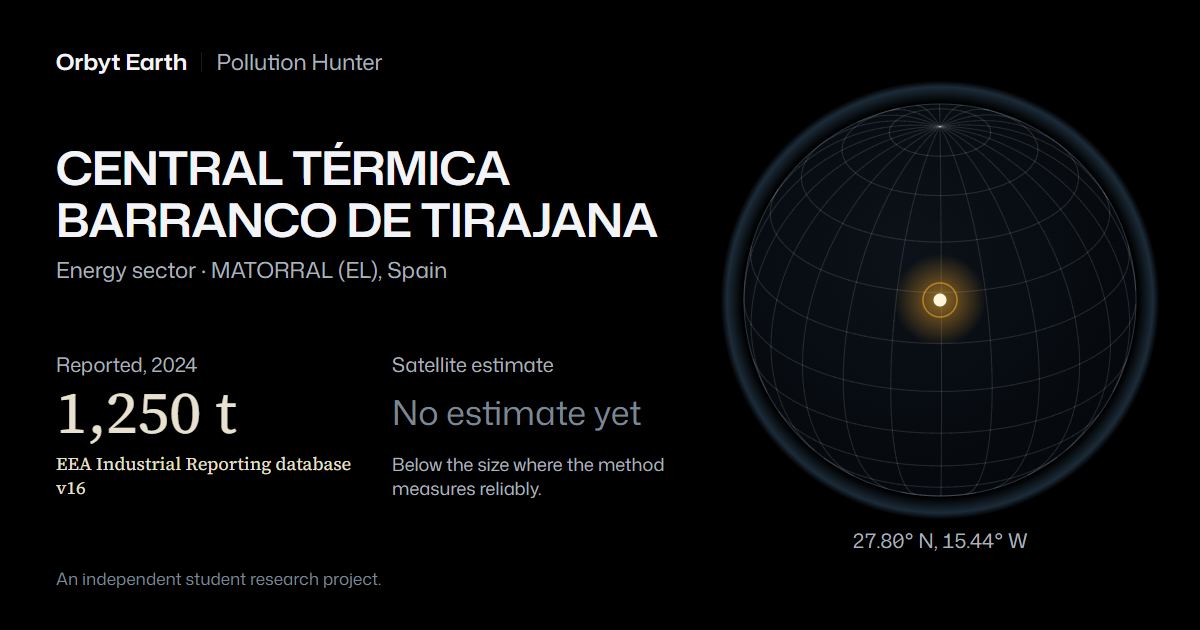 Orbyt Earth | Pollution Hunter
CENTRAL TÉRMICA
BARRANCO DE TIRAJANA
Energy sector · MATORRAL (EL), Spain
Reported, 2024
1,250 t
EEA Industrial Reporting database
v16
Satellite estimate
No estimate yet
Below the size where the method
measures reliably.
27.80° N, 15.44° W
An independent student research project.